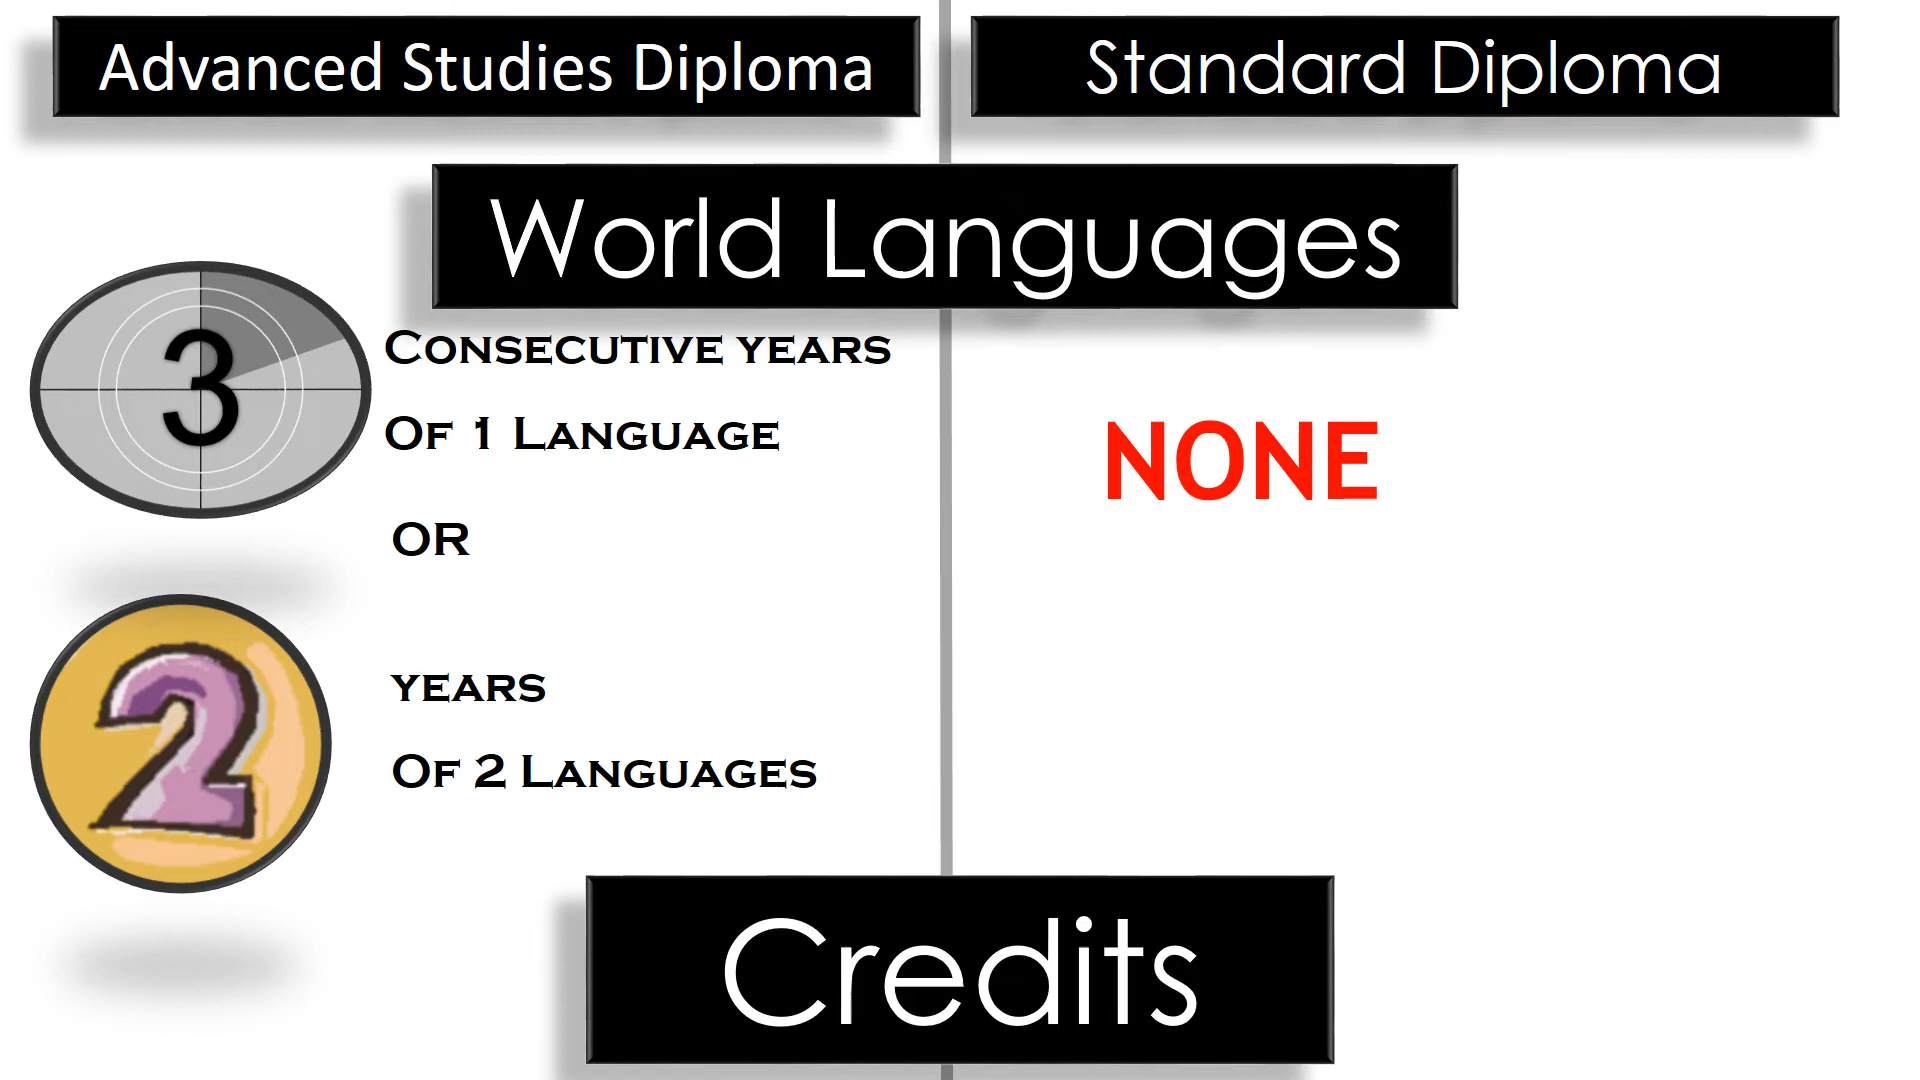 Advanced Studies Diploma
Standard Diploma
World Languages
3
Consecutive years
Of 1 Language
OR
2
years
Of 2 Languages
NONE
Credits